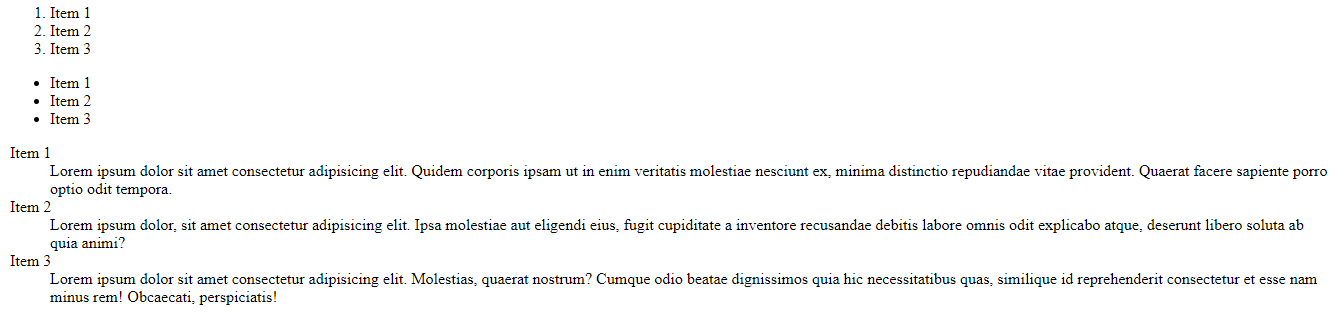 1. Item 1
2. Item 2
3. Item 3
• Item 1
• Item 2
• Item 3
Item 1
Lorem ipsum dolor sit amet consectetur adipisicing elit. Quidem corporis ipsam ut in enim veritatis molestiae nesciunt ex, minima distinctio repudiandae vitae provident. Quaerat facere sapiente porro
optio odit tempora.
Item 2
Lorem ipsum dolor, sit amet consectetur adipisicing elit. Ipsa molestiae aut eligendi eius, fugit cupiditate a inventore recusandae debitis labore omnis odit explicabo atque, deserunt libero soluta ab
quia animi?
Item 3
Lorem ipsum dolor sit amet consectetur adipisicing elit. Molestias, quaerat nostrum? Cumque odio beatae dignissimos quia hic necessitatibus quas, similique id reprehenderit consectetur et esse nam
minus rem! Obcaecati, perspiciatis!